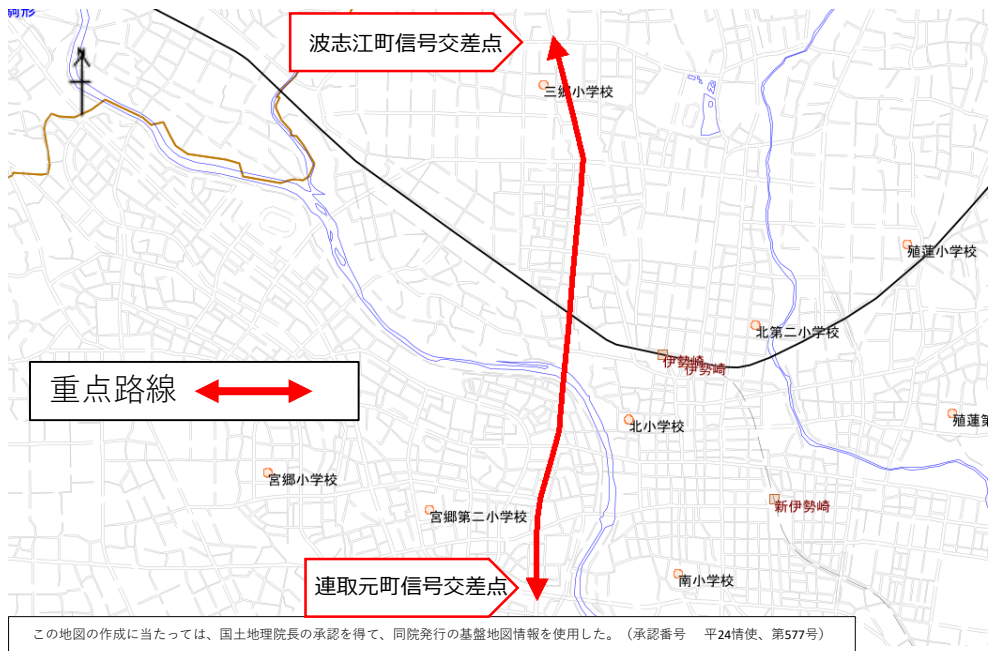 駒形
波志江町信号交差点
三郷小学校
殖蓮小学校
北第二小学校
伊勢崎
伊勢崎
重点路線
北小学校
殖蓮第
宮郷小学校
宮郷第二小学校
新伊勢崎
連取元町信号交差点
南小学校
この地図の作成に当たっては、国土地理院長の承認を得て、同院発行の基盤地図情報を使用した。（承認番号　平24情使、第577号）